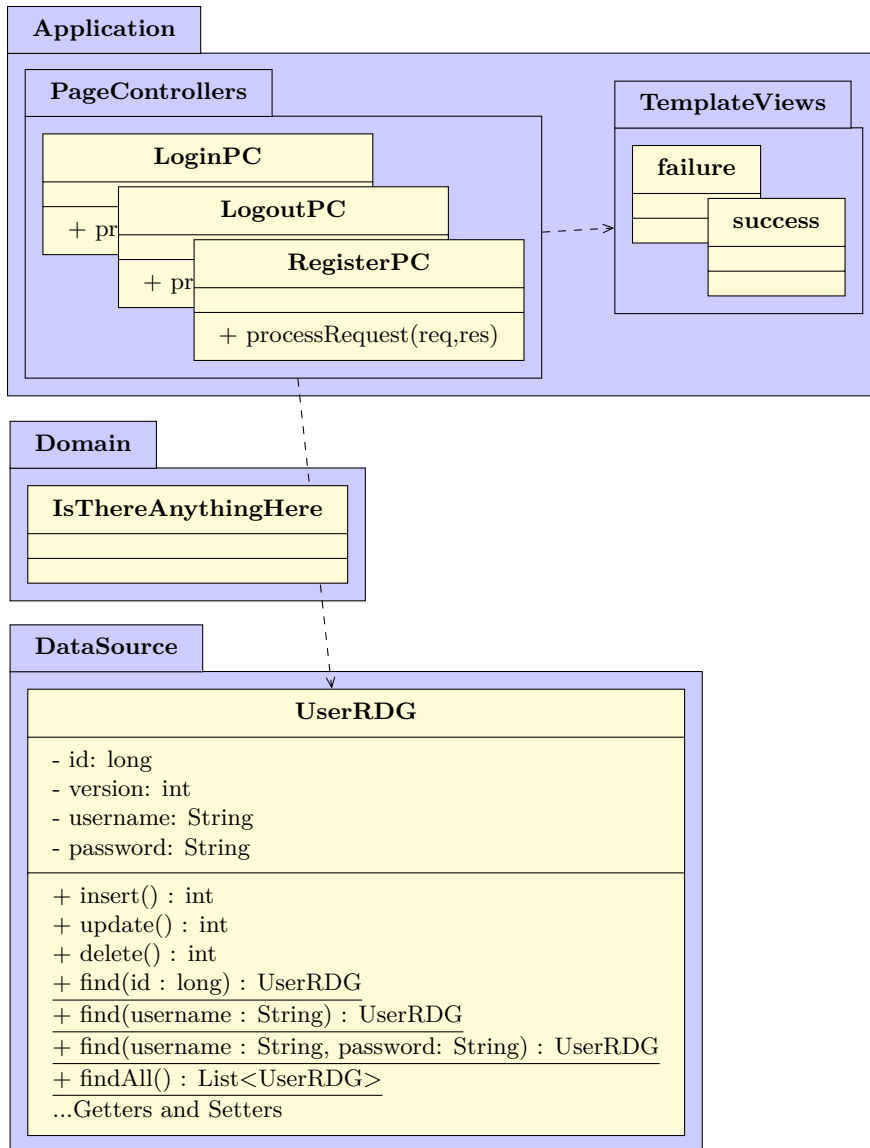 Application
PageControllers
TemplateViews
LoginPC
+ pr
LogoutPC
+ pr
RegisterPC
+ processRequest(req,res)
failure
success
Domain
IsThereAnythingHere
DataSource
UserRDG
- id: long
- version: int
- username: String
- password: String
+ insert() : int
+ update() : int
+ delete() : int
+ find(id : long) : UserRDG
+ find(username : String) : UserRDG
+ find(username : String, password: String) : UserRDG
+ findAll() : List<UserRDG>
...Getters and Setters